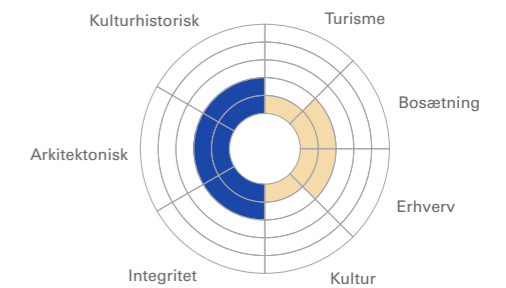 Kulturhistorisk
Turisme
Bosætning
Arkitektonisk
Erhverv
Integritet
Kultur